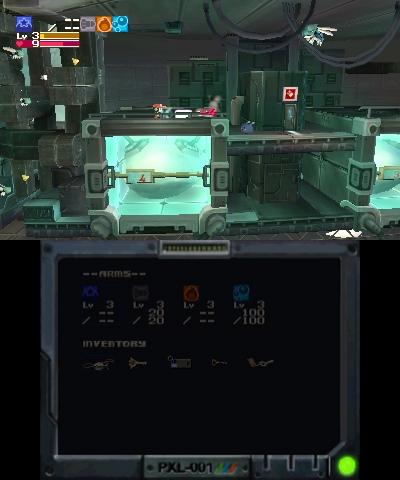 / --
Lv 3
9
--ARMS--
Lv 3 Lv 3 Lv 3 Lv 3
/ -- 20 / -- /100
/ -- / 20 / -- /100
INVENTORY
PXL-001